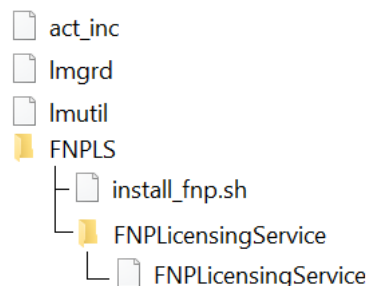 act_inc
lmgrd
lmutil
FNPLS
install_fnp.sh
FNPLicensingService
FNPLicensingService